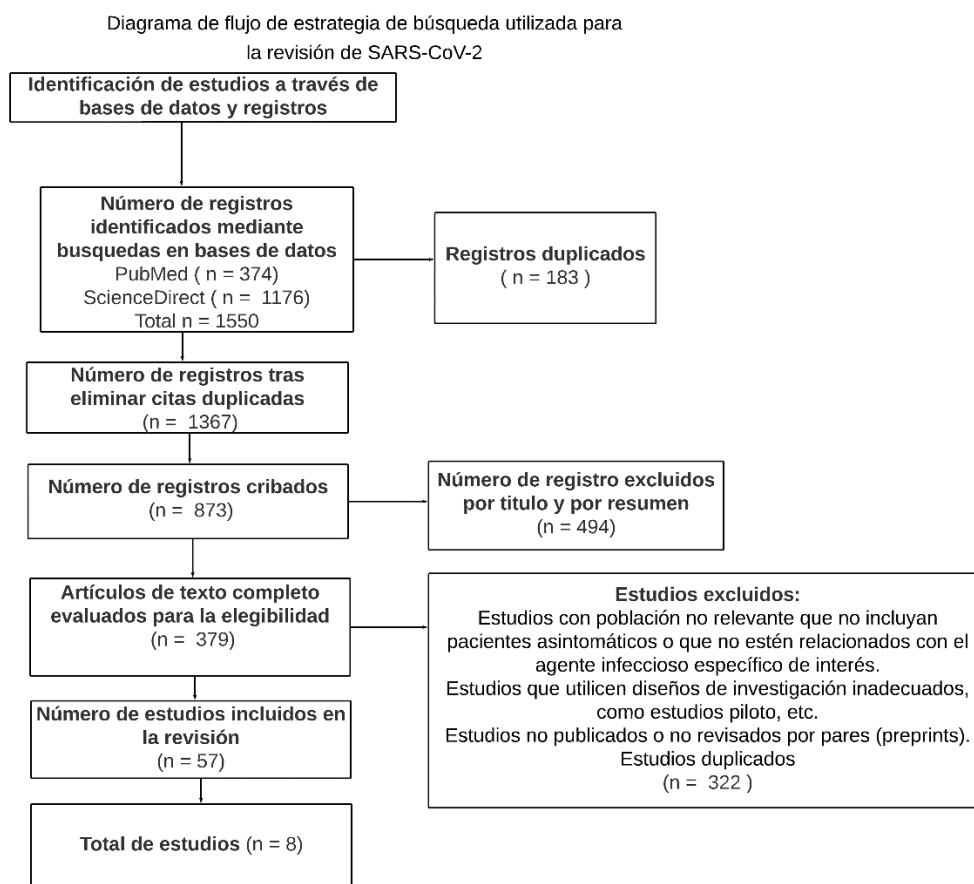 Diagrama de flujo de estrategia de búsqueda utilizada para
la revisión de SARS-CoV-2
Identificación de estudios a través de
bases de datos y registros
Número de registros
identificados mediante
busquedas en bases de datos
PubMed ( n = 374)
ScienceDirect ( n = 1176)
Total n = 1550
Registros duplicados
( n = 183 )
Número de registros tras
eliminar citas duplicadas
(n = 1367)
Número de registros cribados
(n = 873)
Número de registro excluidos
por titulo y por resumen
(n = 494)
Artículos de texto completo
evaluados para la elegibilidad
(n = 379)
Estudios excluidos:
Estudios con población no relevante que no incluyan
pacientes asintomáticos o que no estén relacionados con el
agente infeccioso específico de interés.
Estudios que utilicen diseños de investigación inadecuados,
como estudios piloto, etc.
Estudios no publicados o no revisados por pares (preprints).
Estudios duplicados
(n = 322 )
Número de estudios incluidos en
la revisión
(n = 57)
Total de estudios (n = 8)